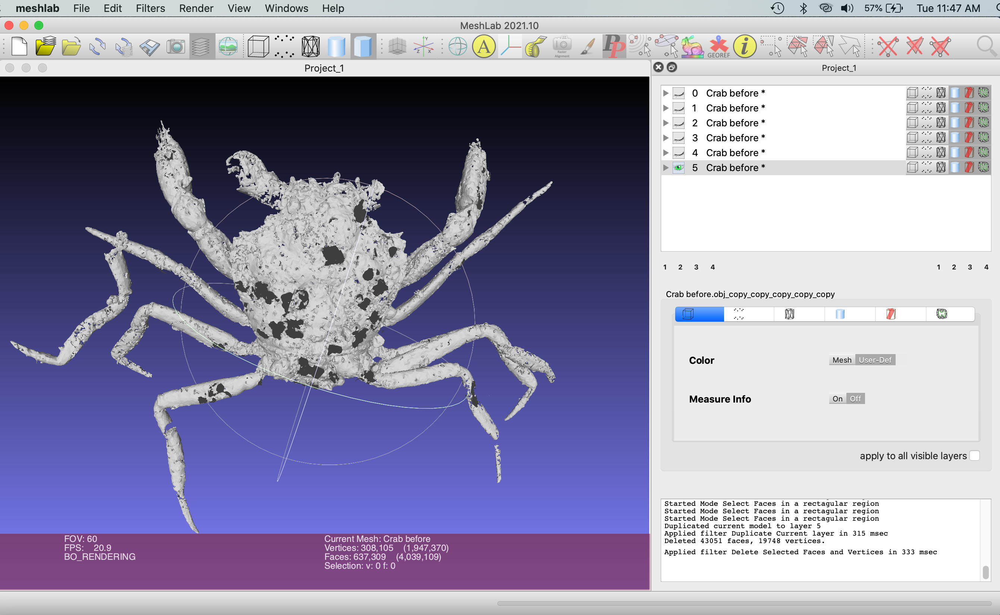 meshlab File Edit Filters Render View Windows Help 57% Tue 11:47 AM
MeshLab 2021.10
A Raster Alignment PP GEOREF i
Y Z X
Project_1
Project_1
0 Crab before *
1 Crab before *
2 Crab before *
3 Crab before *
4 Crab before *
5 Crab before *
1 2 3 4 1 2 3 4
Crab before.obj_copy_copy_copy_copy_copy
Color Mesh User-Def
Measure Info On Off
apply to all visible layers
Started Mode Select Faces in a rectagular region
Started Mode Select Faces in a rectagular region
Started Mode Select Faces in a rectagular region
Duplicated current model to layer 5
Applied filter Duplicate Current layer in 315 msec
Deleted 43051 faces, 19748 vertices.
Applied filter Delete Selected Faces and Vertices in 333 msec
FOV: 60
FPS: 20.9
BO_RENDERING
Current Mesh: Crab before
Vertices: 308,105 (1,947,370)
Faces: 637,309 (4,039,109)
Selection: v: 0 f: 0